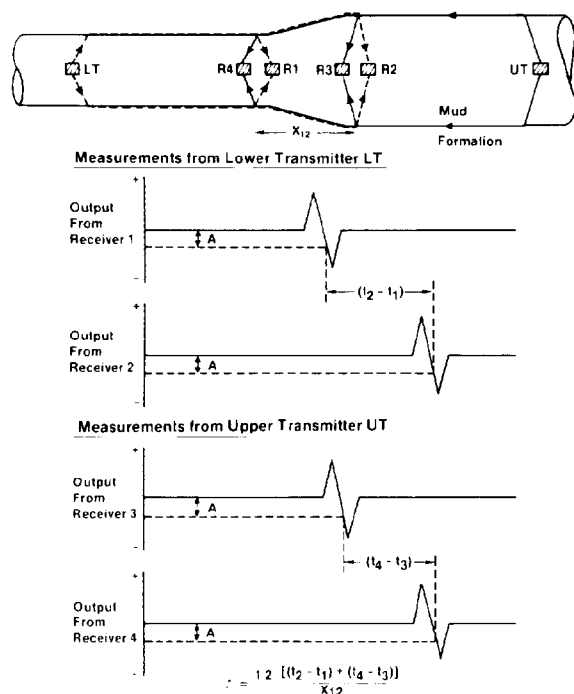 LT R4 R1 R3 R2 UT
X12
Mud
Formation
Measurements from Lower Transmitter LT
+
Output
From
Receiver 1
A
-
(t2 - t1)
+
Output
From
Receiver 2
A
-
Measurements from Upper Transmitter UT
+
Output
From
Receiver 3
A
-
(t4 - t3)
+
Output
From
Receiver 4
A
-
= 1/2 [(t2 - t1) + (t4 - t3)]
X12